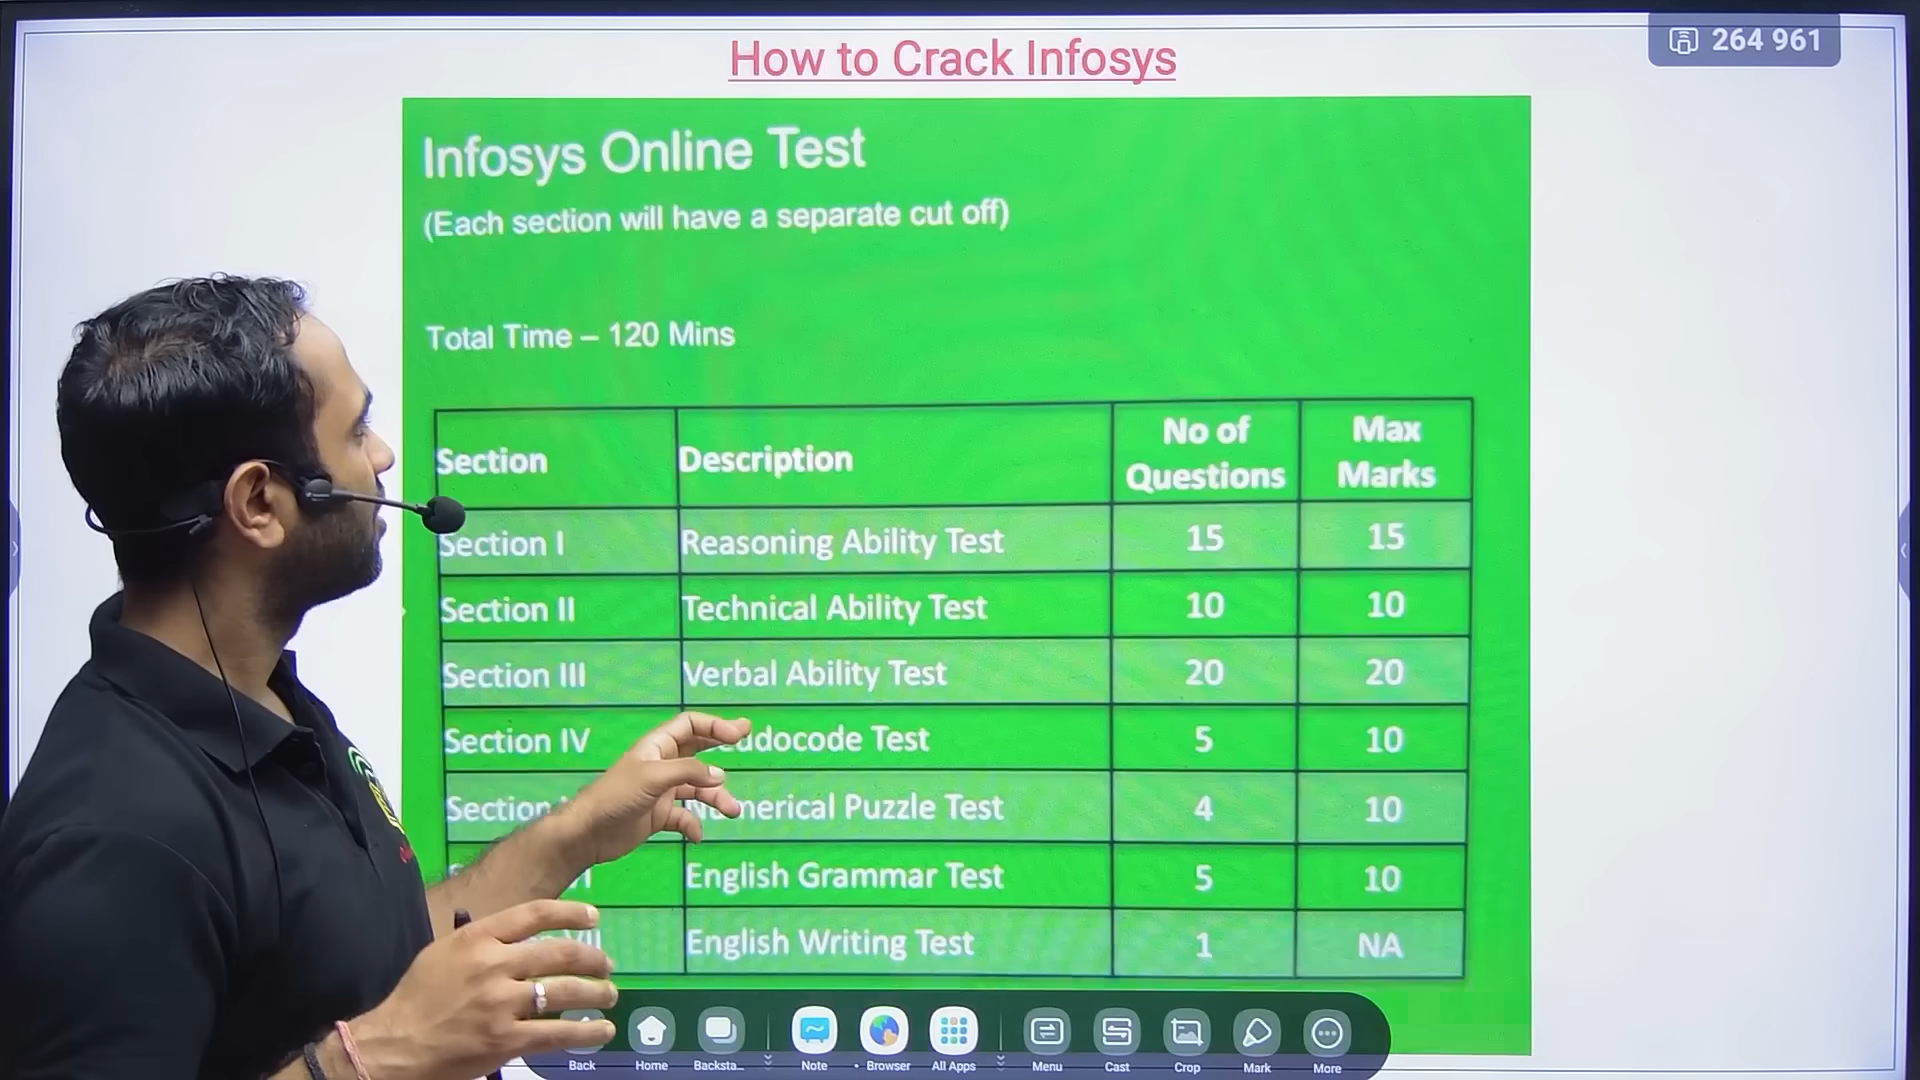 264 961
How to Crack Infosys
Infosys Online Test
(Each section will have a separate cut off)
Total Time – 120 Mins
Section Description No of Questions Max Marks
Section I Reasoning Ability Test 15 15
Section II Technical Ability Test 10 10
Section III Verbal Ability Test 20 20
Section IV Test 5 10
Section Puzzle Test 4 10
English Grammar Test 5 10
English Writing Test 1 NA
Back Home Backsta... Note Browser All Apps Menu Cast Crop Mark More